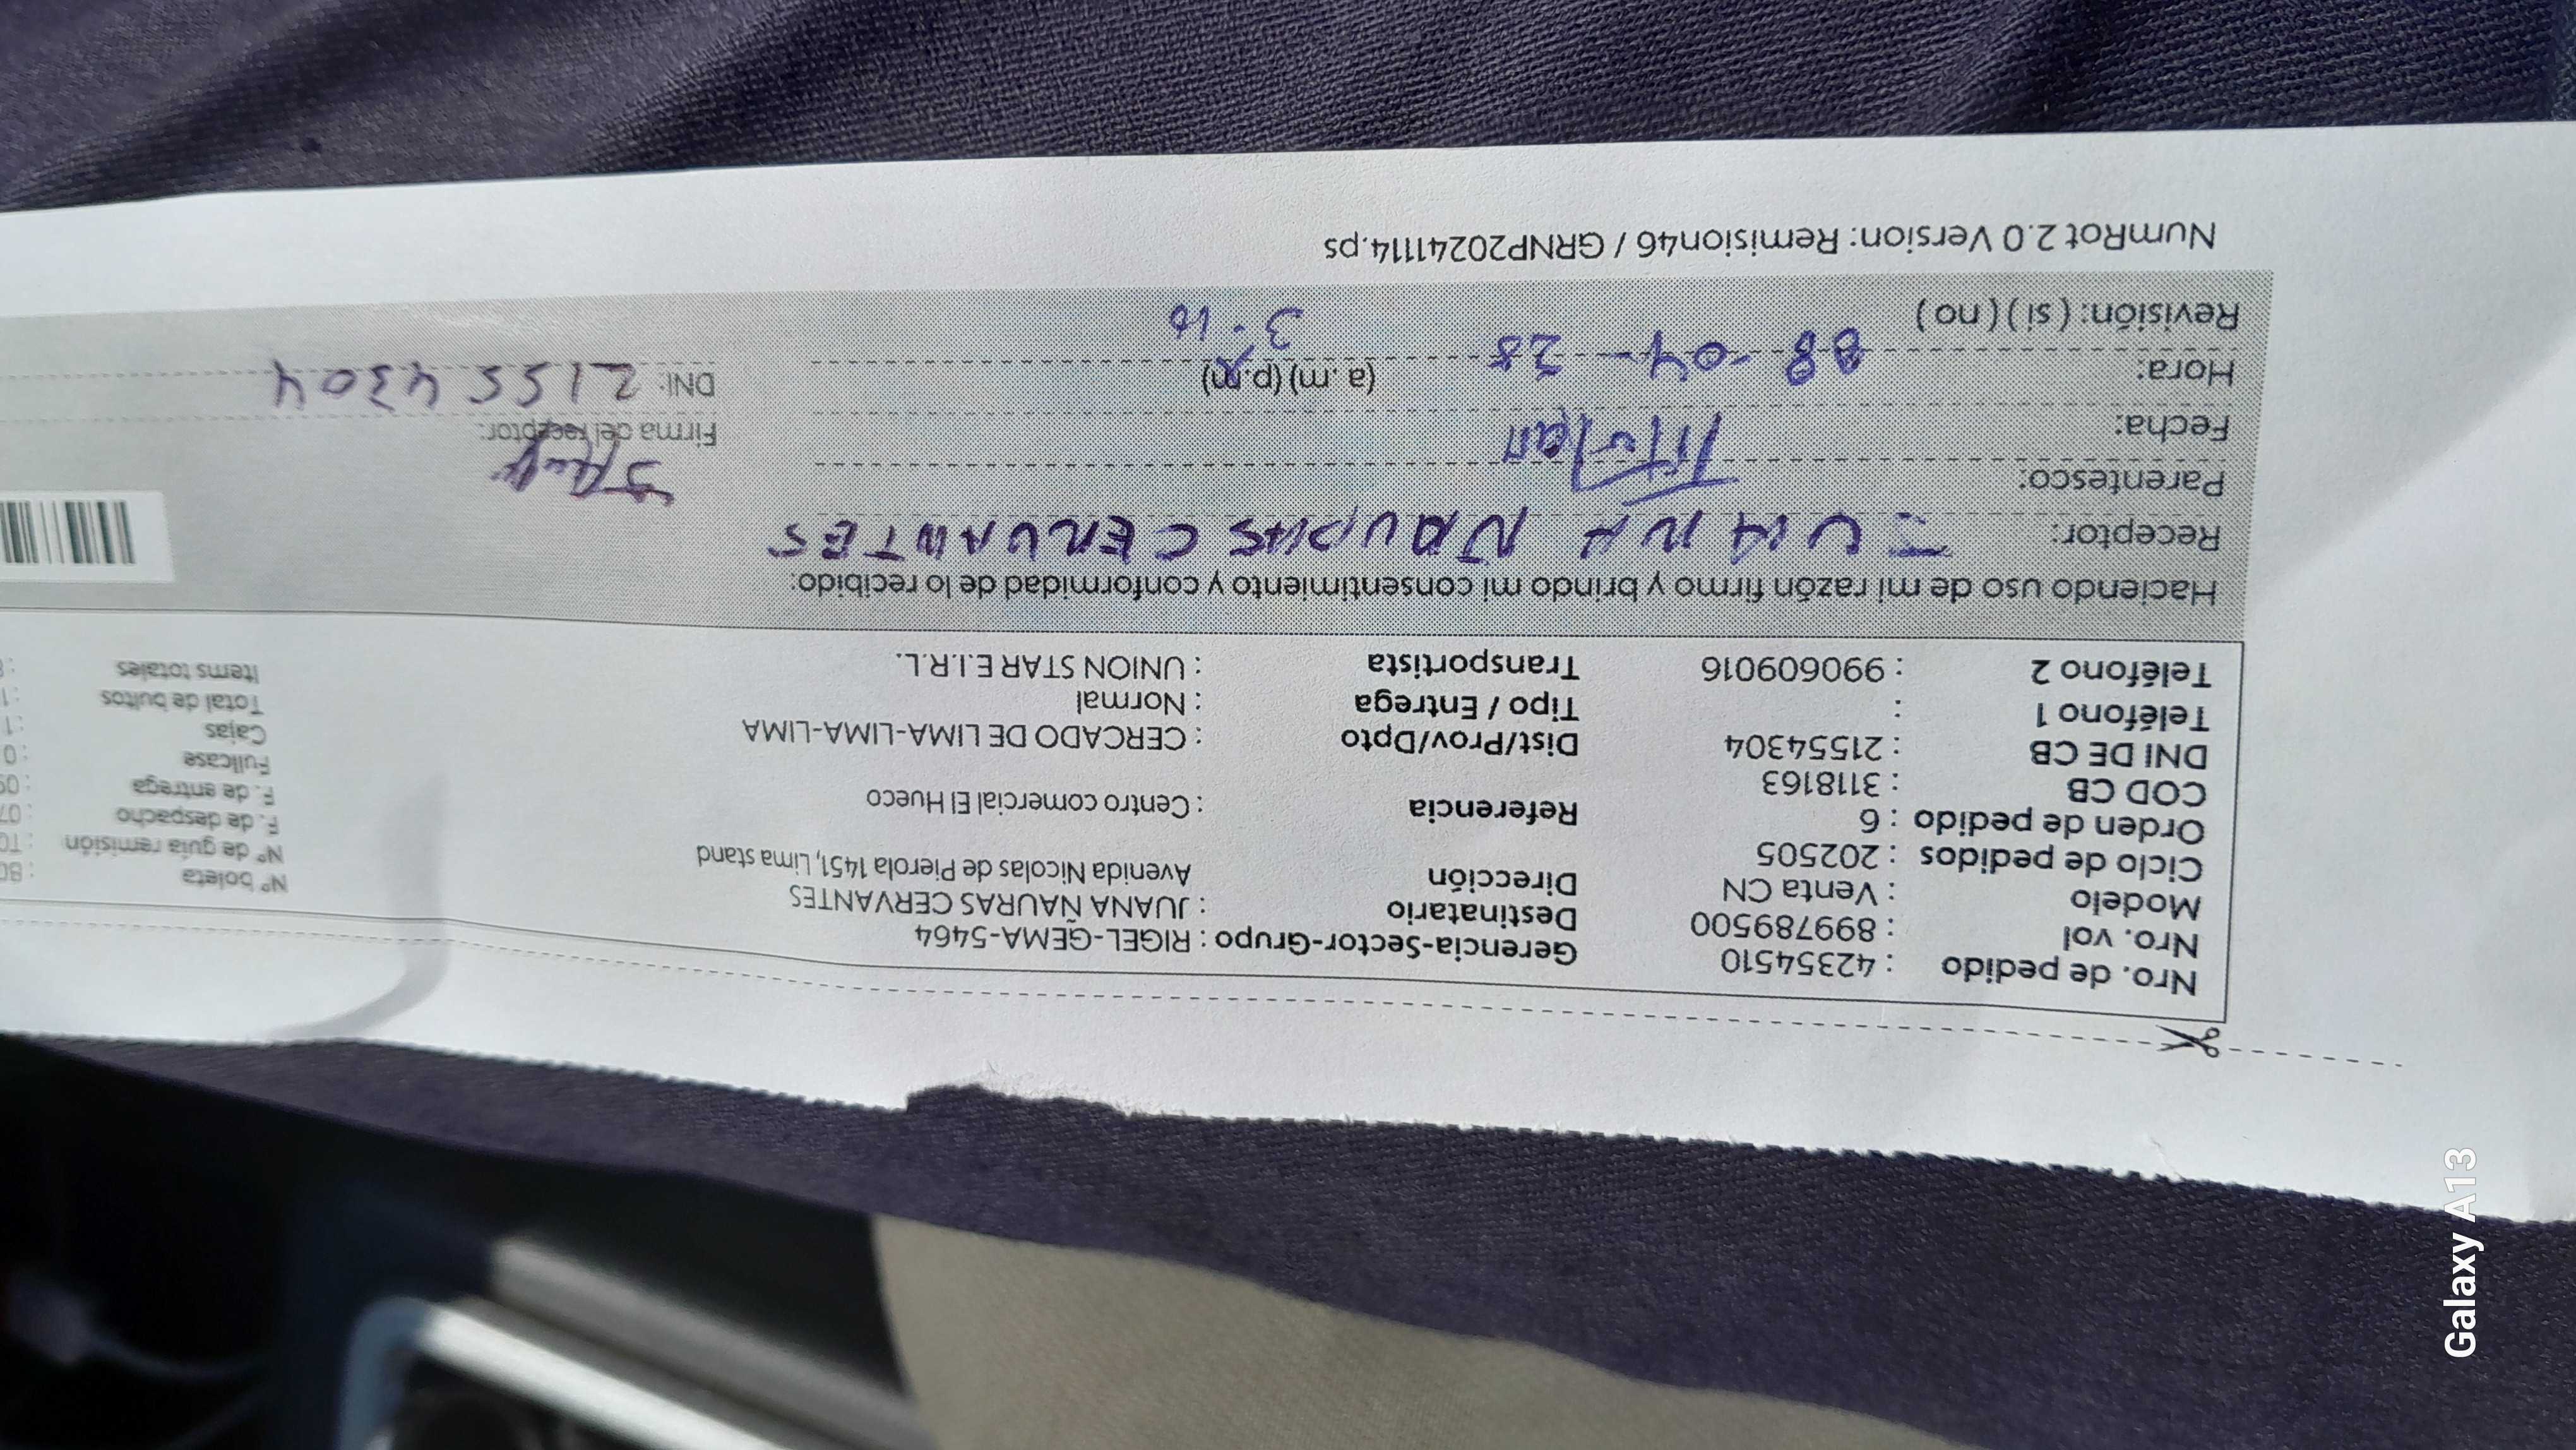 Nro. de pedido : 42354510 Gerencia-Sector-Grupo : RIGEL-GEMA-5464
Nro. vol : 899789500 Destinatario : JUANA ÑAURAS CERVANTES
Modelo : Venta CN Dirección Avenida Nicolas de Pierola 1451, Lima stand
Ciclo de pedidos : 202505
Orden de pedido : 6 Referencia : Centro comercial El Hueco
COD CB : 3118163
DNI DE CB : 21554304 Dist/Prov/Dpto : CERCADO DE LIMA-LIMA-LIMA
Teléfono 1 : Tipo / Entrega : Normal
Teléfono 2 : 990609016 Transportista : UNION STAR E.I.R.L.
Nº boleta
Nº de guía remisión
F. de despacho
F. de entrega
Fullcase : 0
Cajas : 1
Total de bultos : 1
Items totales
Haciendo uso de mi razón firmo y brindo mi consentimiento y conformidad de lo recibido:
Receptor: CERVANTES
Parentesco: Titular
Fecha: 08-04-25
Hora: (a. m) (p.m) 3:10
Revisión: ( si ) ( no )
Firma del receptor:
DNI: 21554304
NumRot 2.0 Version: Remision46 / GRNP20241114.ps
Galaxy A13